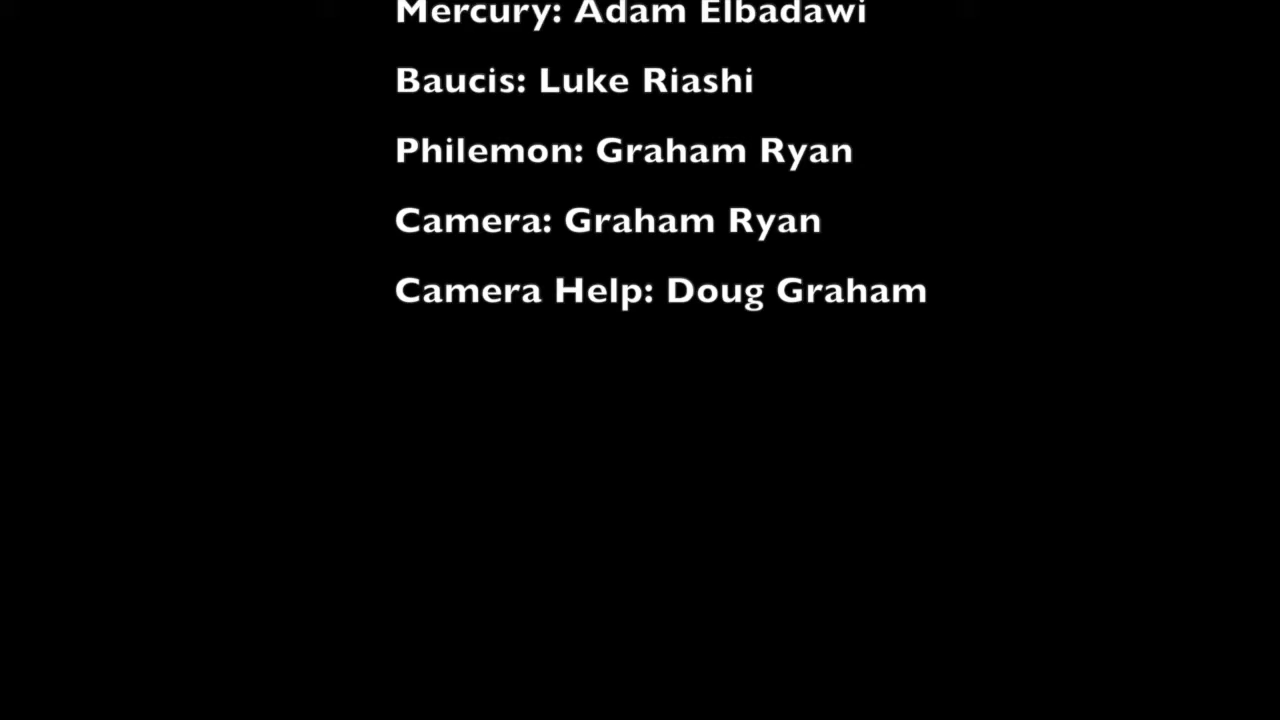 Mercury: Adam Elbadawi
Baucis: Luke Riashi
Philemon: Graham Ryan
Camera: Graham Ryan
Camera Help: Doug Graham